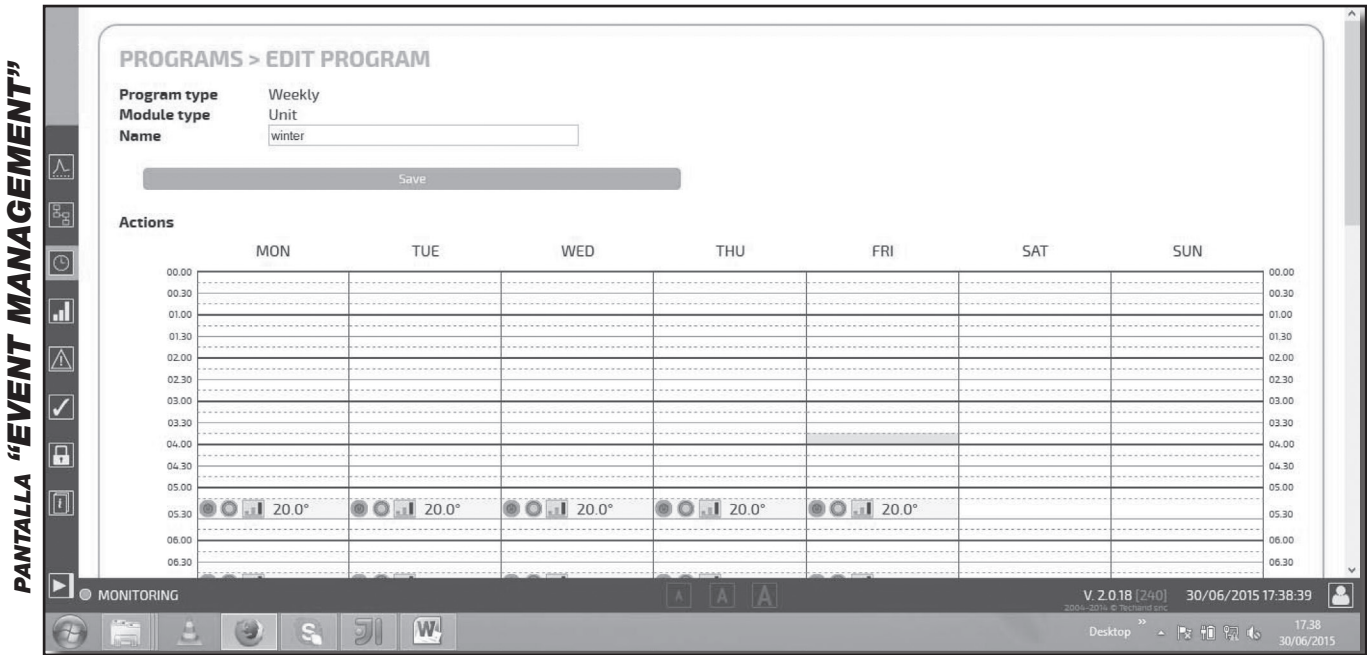 PANTALLA “EVENT MANAGEMENT”
PROGRAMS > EDIT PROGRAM
Program type Weekly
Module type Unit
Name winter
Save
Actions
MON TUE WED THU FRI SAT SUN
00.00 00.00
00.30 00.30
01.00 01.00
01.30 01.30
02.00 02.00
02.30 02.30
03.00 03.00
03.30 03.30
04.00 04.00
04.30 04.30
05.00 05.00
05.30 20.0° 20.0° 20.0° 20.0° 20.0° 05.30
06.00 06.00
06.30 06.30
MONITORING A A A V. 2.0.18 [240] 30/06/2015 17:38:39
2004-2014 © Techand snc
Desktop 17.38
30/06/2015